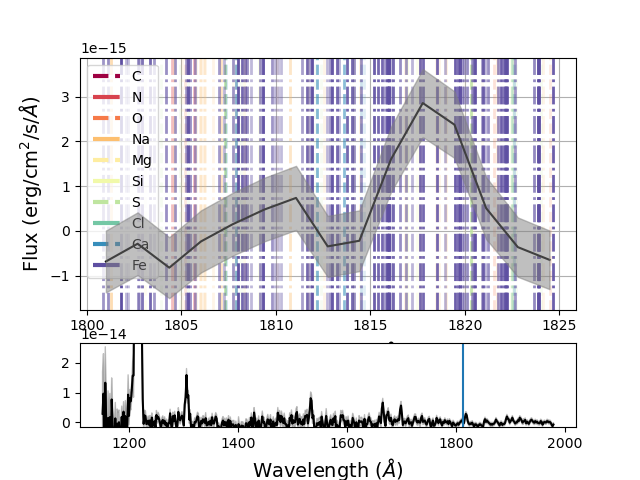 1e−15
Flux (erg/cm²/s/Å)
3
2
1
0
−1
C
N
O
Na
Mg
Si
S
Cl
Ca
Fe
1800 1805 1810 1815 1820 1825
1e−14
2
1
0
1200 1400 1600 1800 2000
Wavelength (Å)